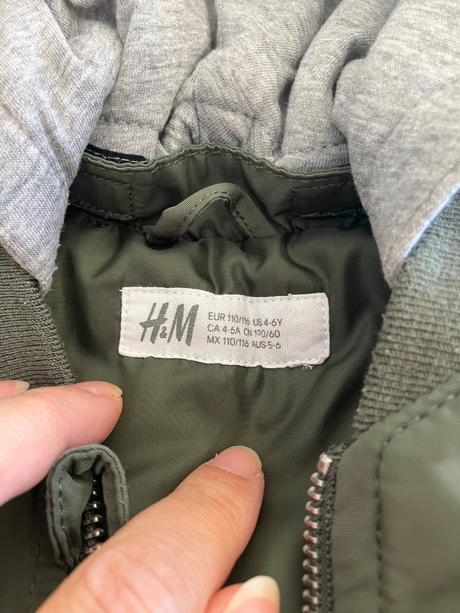 H&M
EUR 110/116 US 4-6Y
CA 4-6A CN 120/60
MX 110/116 AUS 5-6